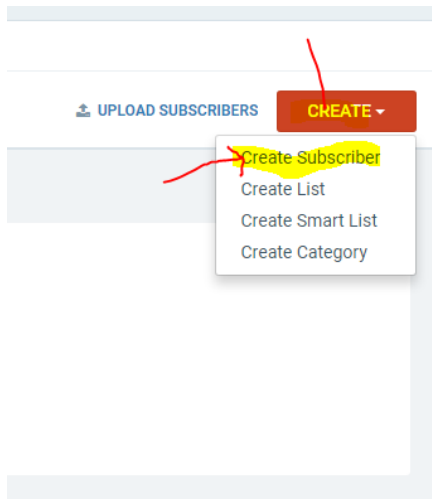 UPLOAD SUBSCRIBERS CREATE
Create Subscriber
Create List
Create Smart List
Create Category